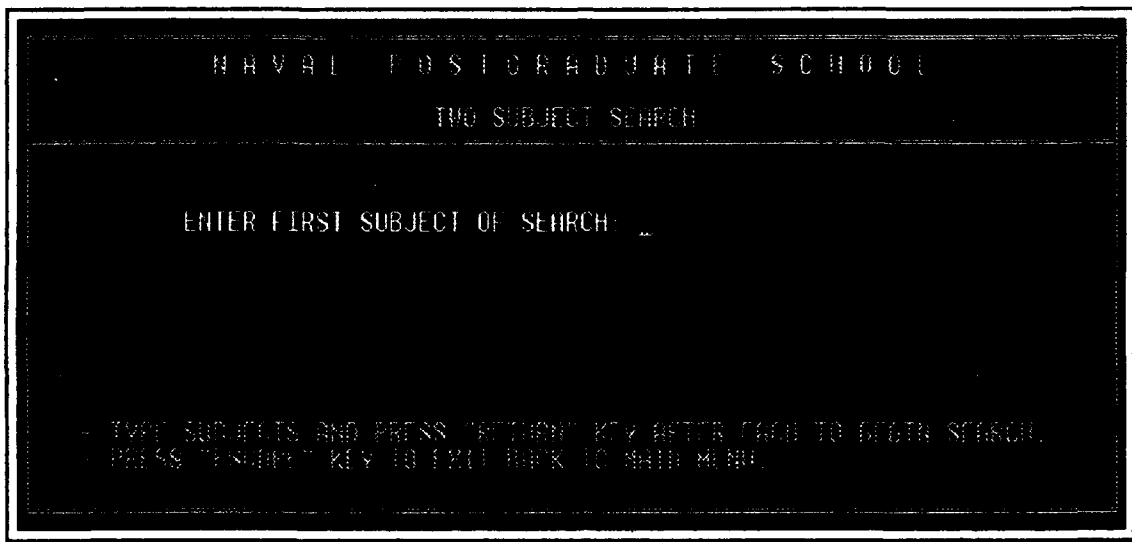 NAVAL POSTGRADUATE SCHOOL
TWO SUBJECT SEARCH
ENTER FIRST SUBJECT OF SEARCH:
- TYPE SUBJECTS AND PRESS "RETURN" KEY AFTER EACH TO BEGIN SEARCH.
- PRESS "ESCAPE" KEY TO EXIT BACK TO MAIN MENU.